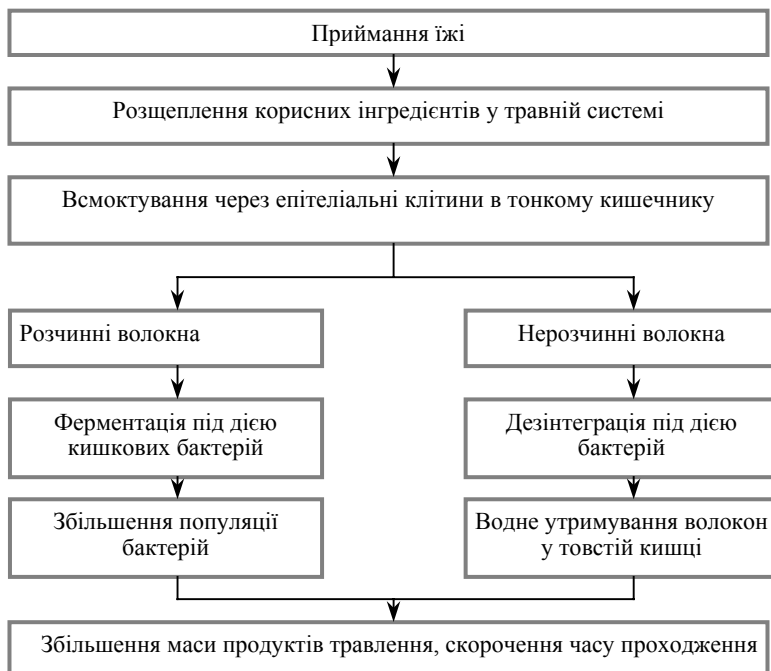 Приймання їжі
Розщеплення корисних інгредієнтів у травній системі
Всмоктування через епітеліальні клітини в тонкому кишечнику
Розчинні волокна
Нерозчинні волокна
Ферментація під дією
кишкових бактерій
Дезінтеграція під дією
бактерій
Збільшення популяції
бактерій
Водне утримування волокон
у товстій кишці
Збільшення маси продуктів травлення, скорочення часу проходження